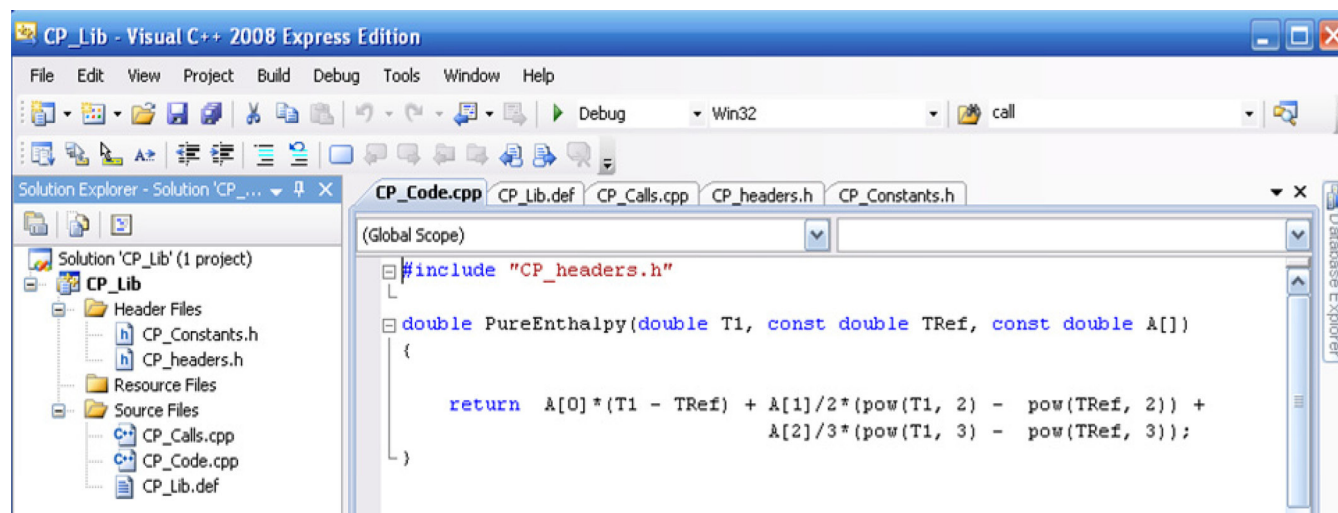 CP_Lib - Visual C++ 2008 Express Edition
File Edit View Project Build Debug Tools Window Help
Debug Win32 call
Solution Explorer - Solution 'CP_...
CP_Code.cpp CP_Lib.def CP_Calls.cpp CP_headers.h CP_Constants.h
(Global Scope)
Solution 'CP_Lib' (1 project)
CP_Lib
Header Files
CP_Constants.h
CP_headers.h
Resource Files
Source Files
CP_Calls.cpp
CP_Code.cpp
CP_Lib.def
#include "CP_headers.h"
double PureEnthalpy(double T1, const double TRef, const double A[])
{
return A[0]*(T1 - TRef) + A[1]/2*(pow(T1, 2) - pow(TRef, 2)) +
A[2]/3*(pow(T1, 3) - pow(TRef, 3));
}
Database Explorer